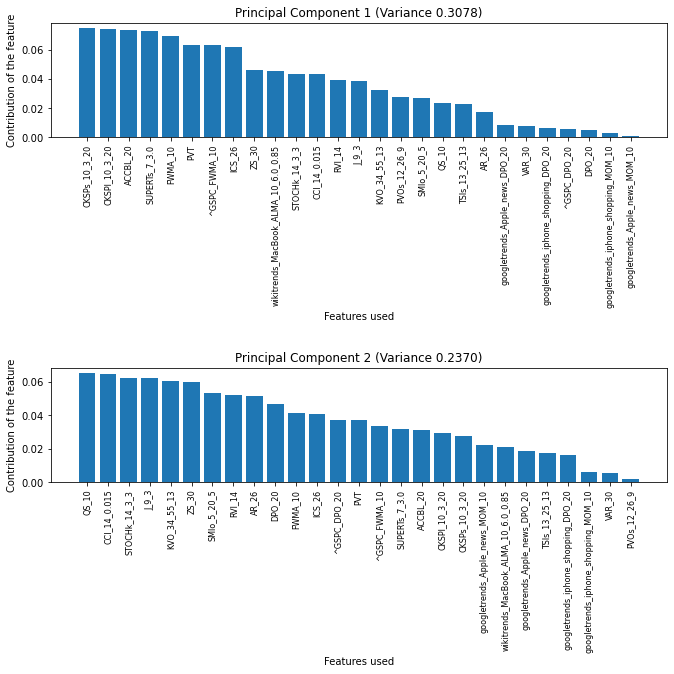 Principal Component 1 (Variance 0.3078)
Contribution of the feature
0.06
0.04
0.02
0.00
CKSPs_10_3_20
CKSPl_10_3_20
ACCBL_20
SUPERTs_7_3.0
FWMA_10
PVT
^GSPC_FWMA_10
ICS_26
ZS_30
wikitrends_MacBook_ALMA_10_6.0_0.85
STOCHk_14_3_3
CCI_14_0.015
RVI_14
J_9_3
KVO_34_55_13
PVOs_12_26_9
SMIo_5_20_5
QS_10
TSIs_13_25_13
AR_26
googletrends_Apple_news_DPO_20
VAR_30
googletrends_iphone_shopping_DPO_20
^GSPC_DPO_20
DPO_20
googletrends_iphone_shopping_MOM_10
googletrends_Apple_news_MOM_10
Features used
Principal Component 2 (Variance 0.2370)
Contribution of the feature
0.06
0.04
0.02
0.00
QS_10
CCI_14_0.015
STOCHk_14_3_3
J_9_3
KVO_34_55_13
ZS_30
SMIo_5_20_5
RVI_14
AR_26
DPO_20
FWMA_10
ICS_26
^GSPC_DPO_20
PVT
^GSPC_FWMA_10
SUPERTs_7_3.0
ACCBL_20
CKSPl_10_3_20
CKSPs_10_3_20
googletrends_Apple_news_MOM_10
wikitrends_MacBook_ALMA_10_6.0_0.85
googletrends_Apple_news_DPO_20
TSIs_13_25_13
googletrends_iphone_shopping_DPO_20
googletrends_iphone_shopping_MOM_10
VAR_30
PVOs_12_26_9
Features used